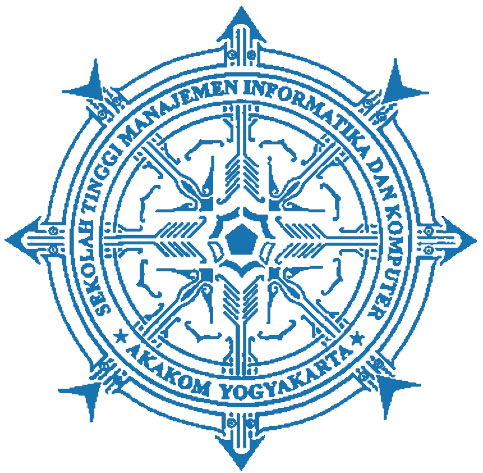 SEKOLAH TINGGI MANAJEMEN INFORMATIKA DAN KOMPUTER
AKAKOM YOGYAKARTA